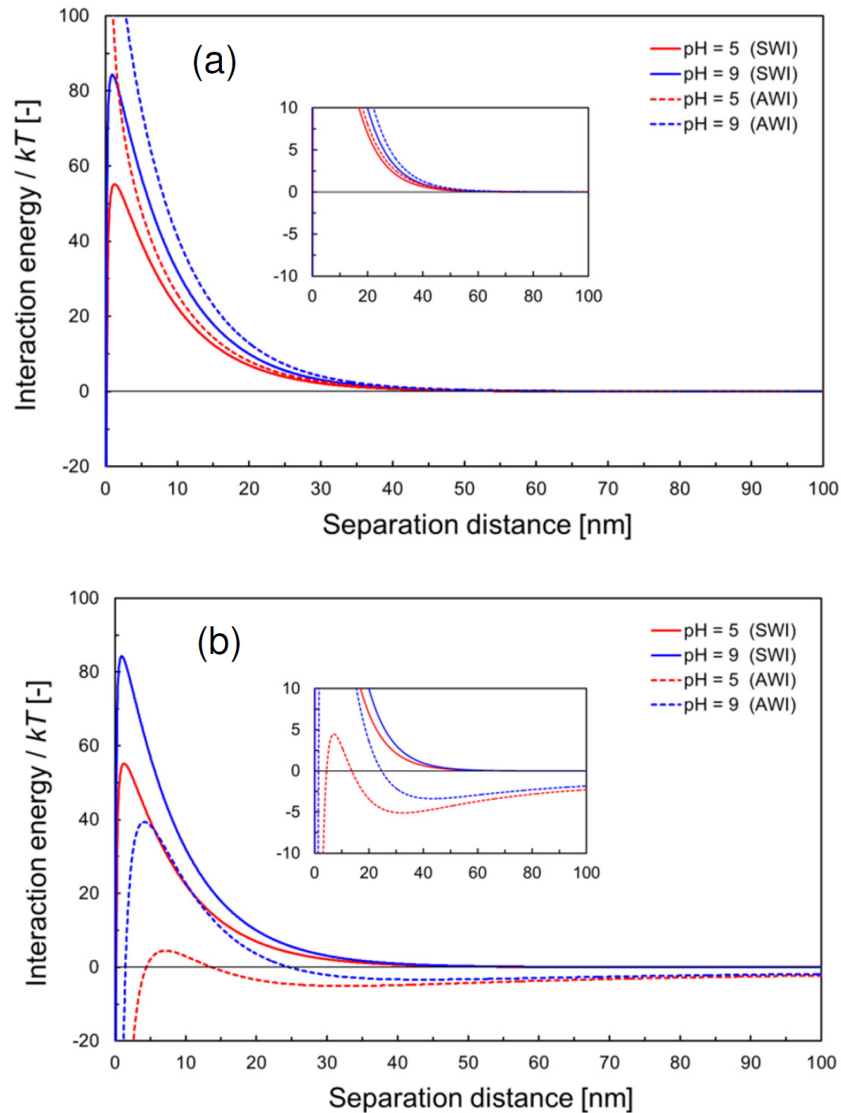 (a)
Interaction energy / kT [-]
100
80
60
40
20
0
-20
pH = 5 (SWI)
pH = 9 (SWI)
pH = 5 (AWI)
pH = 9 (AWI)
10
5
0
-5
-10
0 20 40 60 80 100
0 10 20 30 40 50 60 70 80 90 100
Separation distance [nm]
(b)
Interaction energy / kT [-]
100
80
60
40
20
0
-20
pH = 5 (SWI)
pH = 9 (SWI)
pH = 5 (AWI)
pH = 9 (AWI)
10
5
0
-5
-10
0 20 40 60 80 100
0 10 20 30 40 50 60 70 80 90 100
Separation distance [nm]